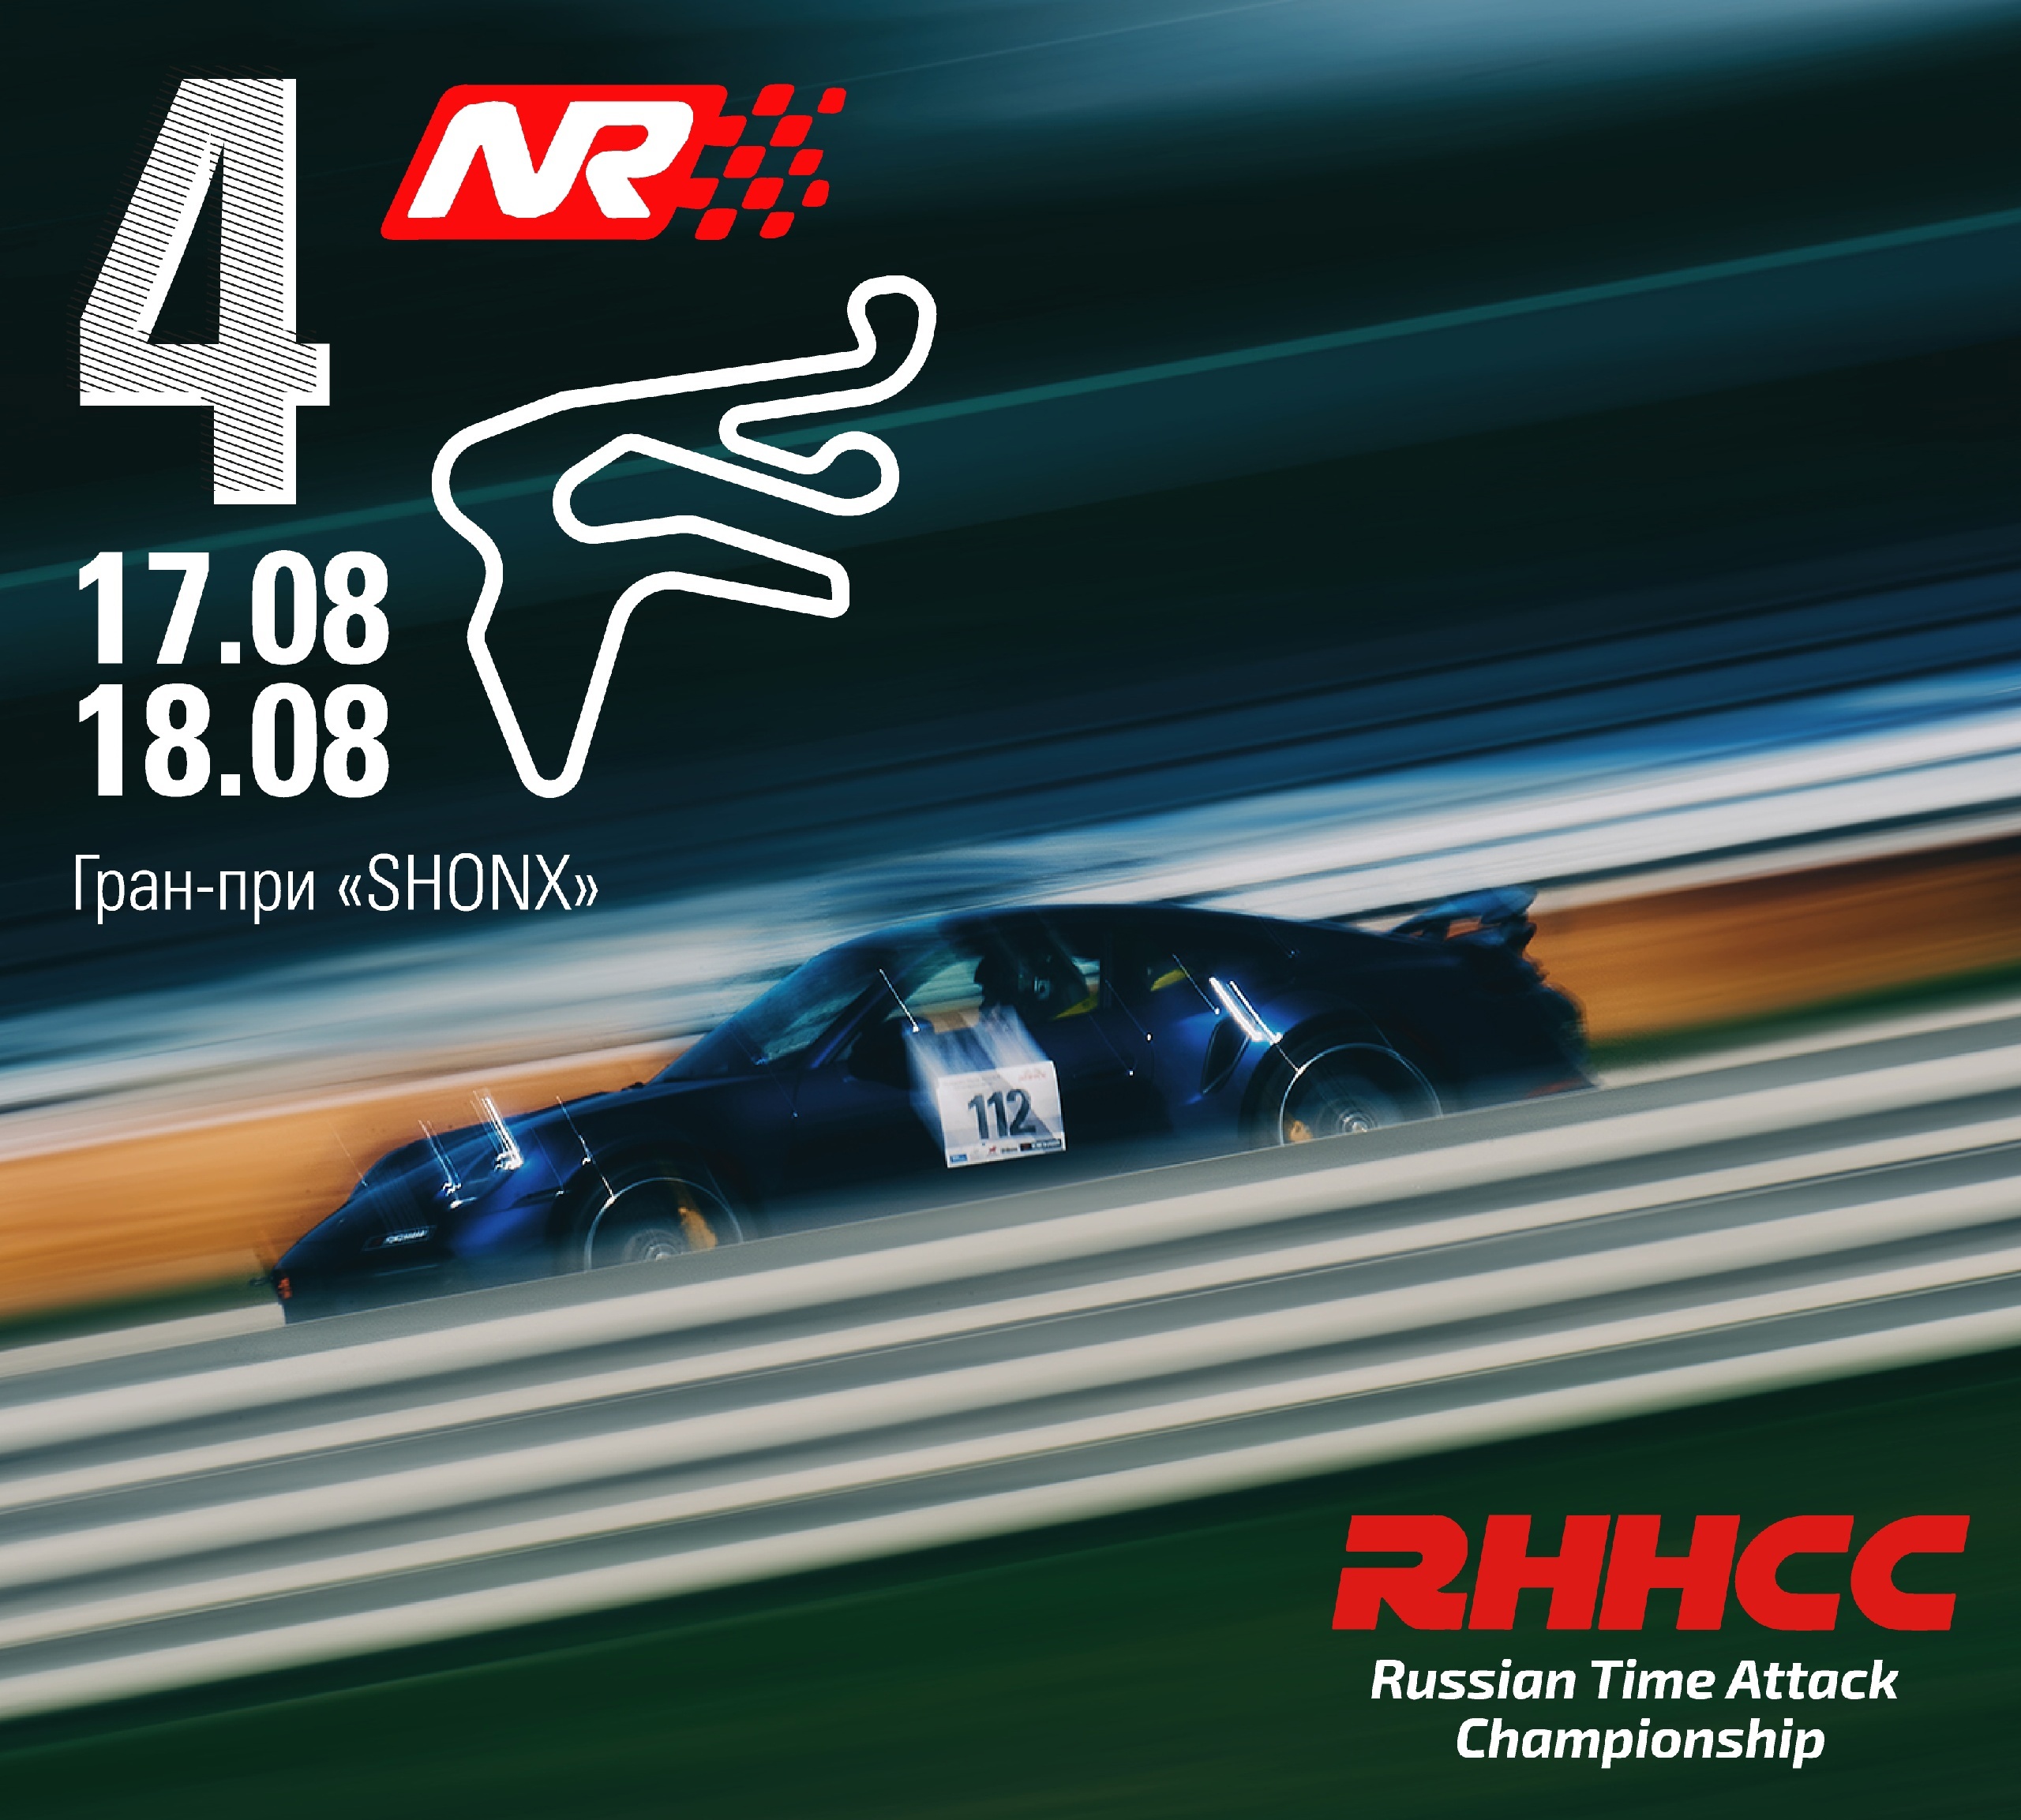 4
NR
17.08
18.08
Гран-при «SHONX»
112
RHHCC
Russian Time Attack
Championship